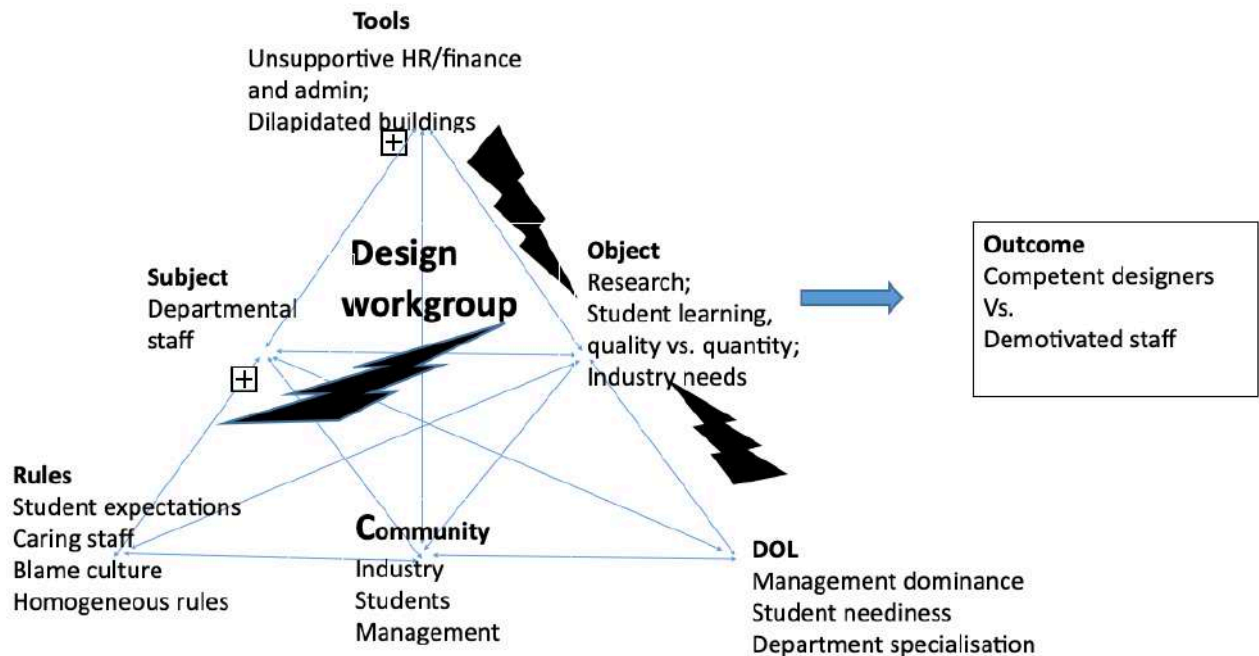 Tools
Unsupportive HR/finance
and admin;
Dilapidated buildings
Design
workgroup
Subject
Departmental
staff
Object
Research;
Student learning,
quality vs. quantity;
Industry needs
Outcome
Competent designers
Vs.
Demotivated staff
Rules
Student expectations
Caring staff
Blame culture
Homogeneous rules
Community
Industry
Students
Management
DOL
Management dominance
Student neediness
Department specialisation